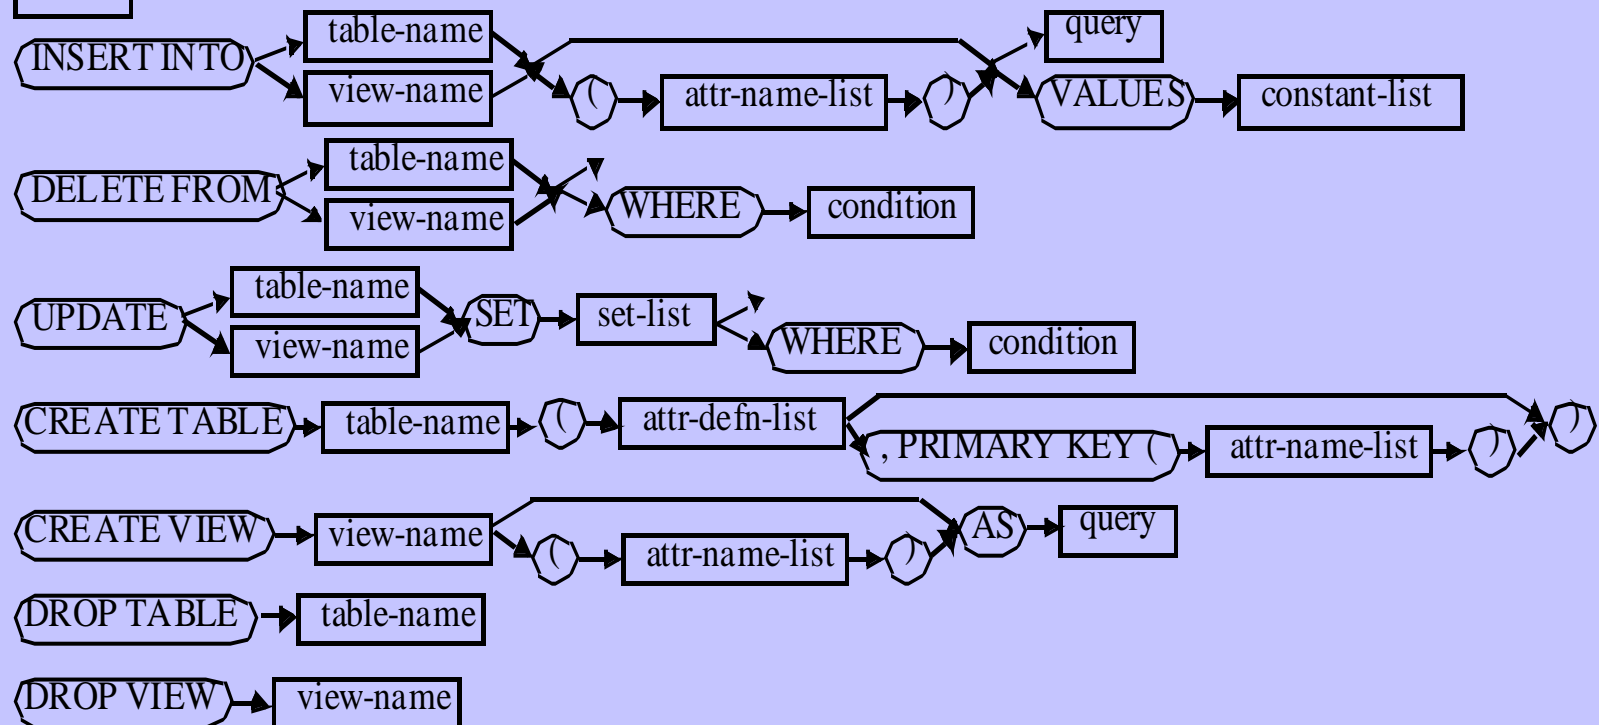 INSERT INTO table-name view-name ( attr-name-list ) query VALUES constant-list
DELETE FROM table-name view-name WHERE condition
UPDATE table-name view-name SET set-list WHERE condition
CREATE TABLE table-name ( attr-defn-list , PRIMARY KEY ( attr-name-list ) )
CREATE VIEW view-name ( attr-name-list ) AS query
DROP TABLE table-name
DROP VIEW view-name